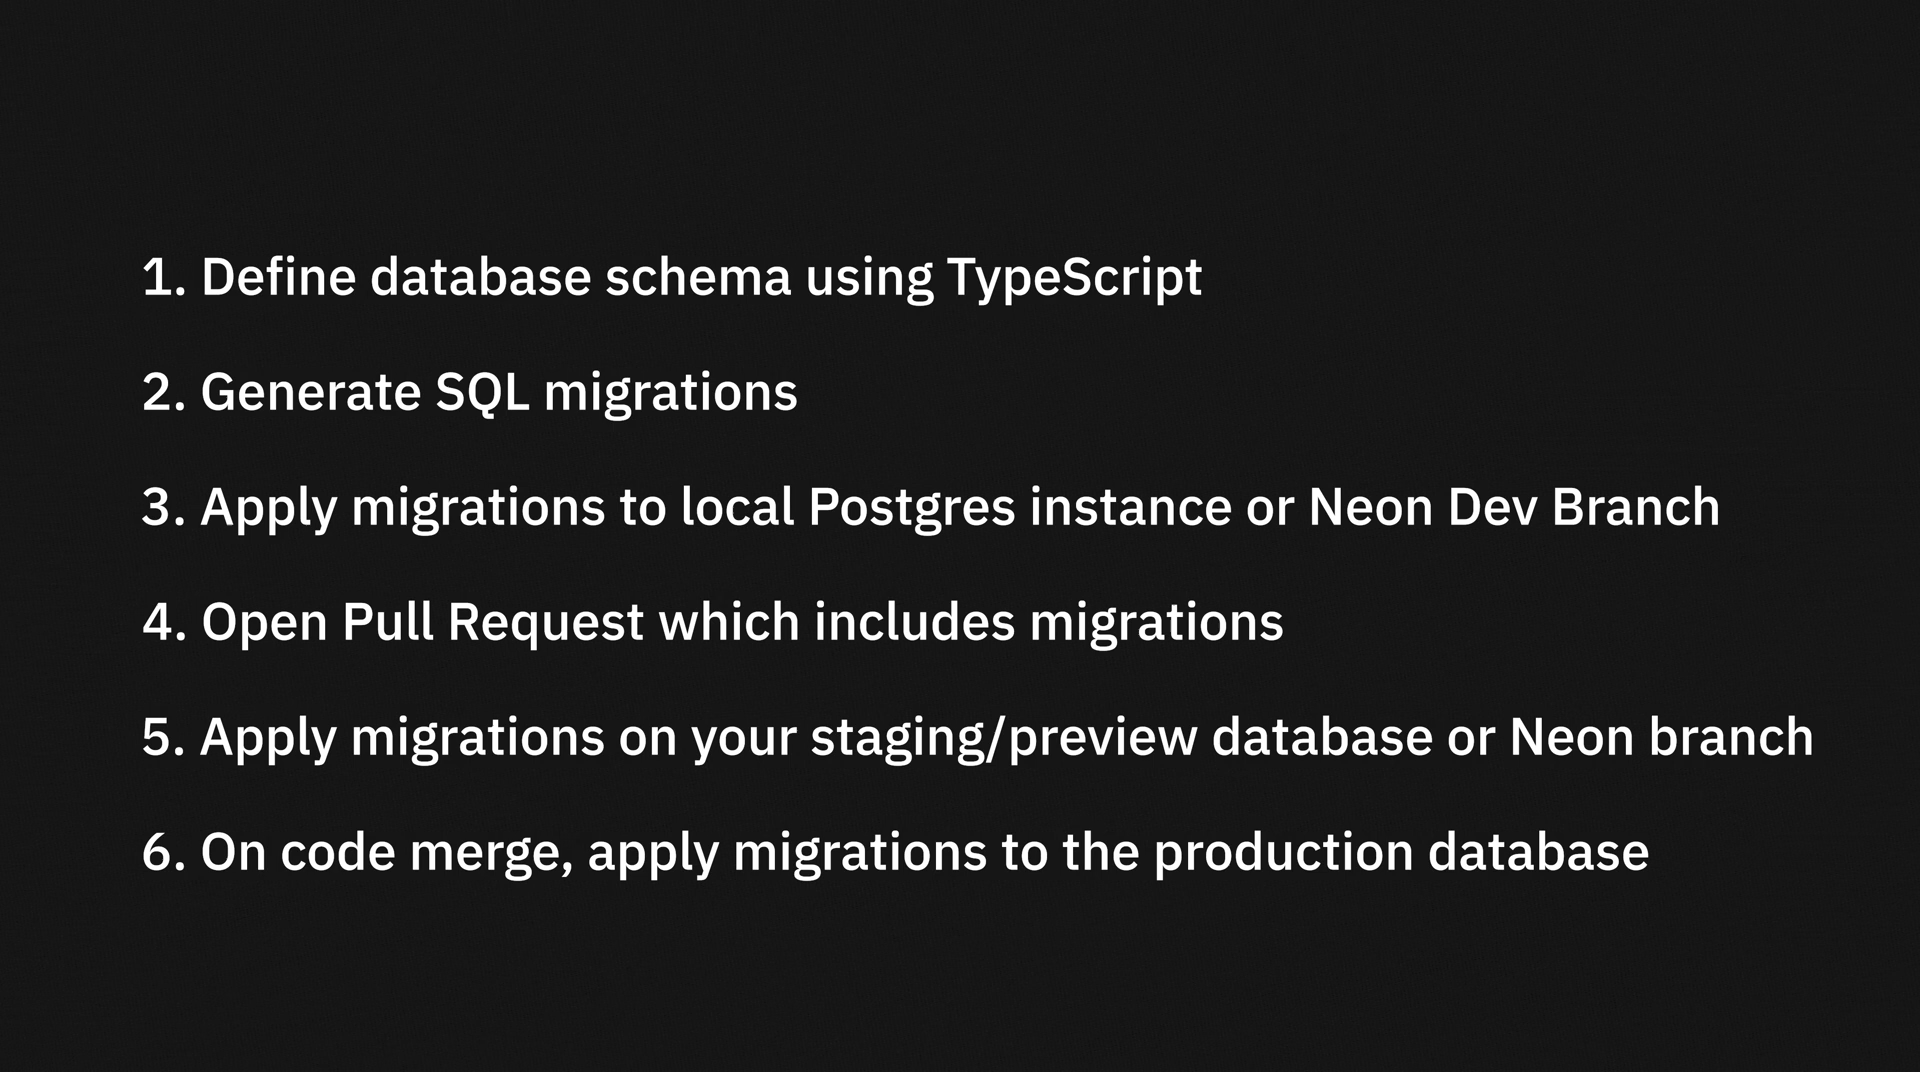 1. Define database schema using TypeScript
2. Generate SQL migrations
3. Apply migrations to local Postgres instance or Neon Dev Branch
4. Open Pull Request which includes migrations
5. Apply migrations on your staging/preview database or Neon branch
6. On code merge, apply migrations to the production database